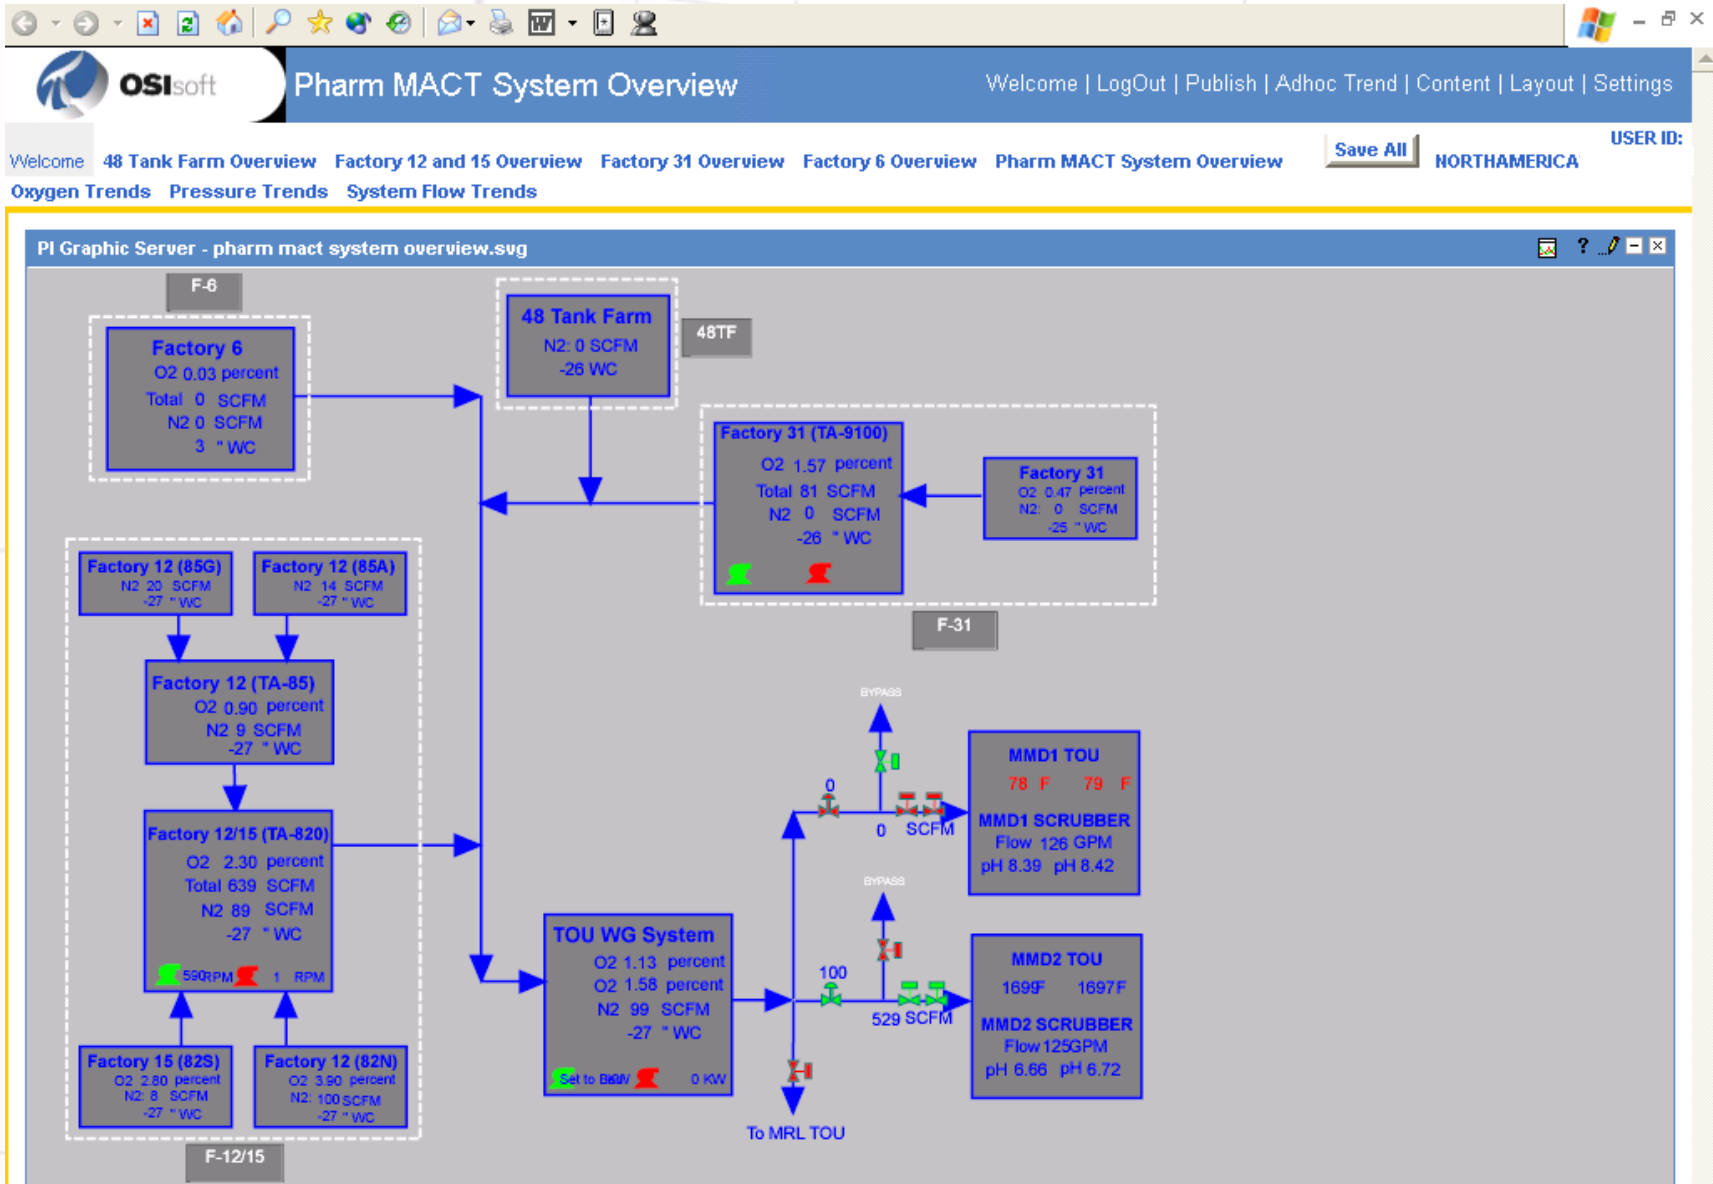 OSIsoft
Pharm MACT System Overview
Welcome | LogOut | Publish | Adhoc Trend | Content | Layout | Settings
USER ID:
Welcome 48 Tank Farm Overview Factory 12 and 15 Overview Factory 31 Overview Factory 6 Overview Pharm MACT System Overview
Save All
NORTHAMERICA
Oxygen Trends Pressure Trends System Flow Trends
PI Graphic Server - pharm mact system overview.svg
F-6
Factory 6
O2 0.03 percent
Total 0 SCFM
N2 0 SCFM
3 " WC
48 Tank Farm
N2: 0 SCFM
-26 WC
48TF
Factory 31 (TA-9100)
O2 1.57 percent
Total 81 SCFM
N2 0 SCFM
-26 " WC
Factory 31
O2 0.47 percent
N2: 0 SCFM
-25 " WC
F-31
Factory 12 (85G)
N2 20 SCFM
-27 " WC
Factory 12 (85A)
N2 14 SCFM
-27 " WC
Factory 12 (TA-85)
O2 0.90 percent
N2 9 SCFM
-27 " WC
Factory 12/15 (TA-820)
O2 2.30 percent
Total 639 SCFM
N2 89 SCFM
-27 " WC
590RPM 1 RPM
Factory 15 (82S)
O2 2.80 percent
N2: 8 SCFM
-27 " WC
Factory 12 (82N)
O2 3.90 percent
N2: 100 SCFM
-27 " WC
F-12/15
TOU WG System
O2 1.13 percent
O2 1.58 percent
N2 99 SCFM
-27 " WC
Set to 0 KW
BYPASS
0
0 SCFM
MMD1 TOU
78 F 79 F
MMD1 SCRUBBER
Flow 126 GPM
pH 8.39 pH 8.42
BYPASS
100
529 SCFM
MMD2 TOU
1699F 1697F
MMD2 SCRUBBER
Flow 125GPM
pH 6.66 pH 6.72
To MRL TOU